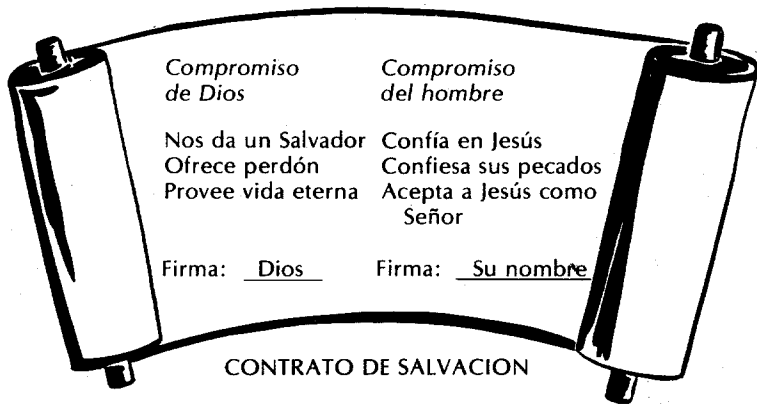 Compromiso
de Dios
Nos da un Salvador
Ofrece perdón
Provee vida eterna
Firma: Dios
Compromiso
del hombre
Confía en Jesús
Confiesa sus pecados
Acepta a Jesús como
Señor
Firma: Su nombre
CONTRATO DE SALVACION